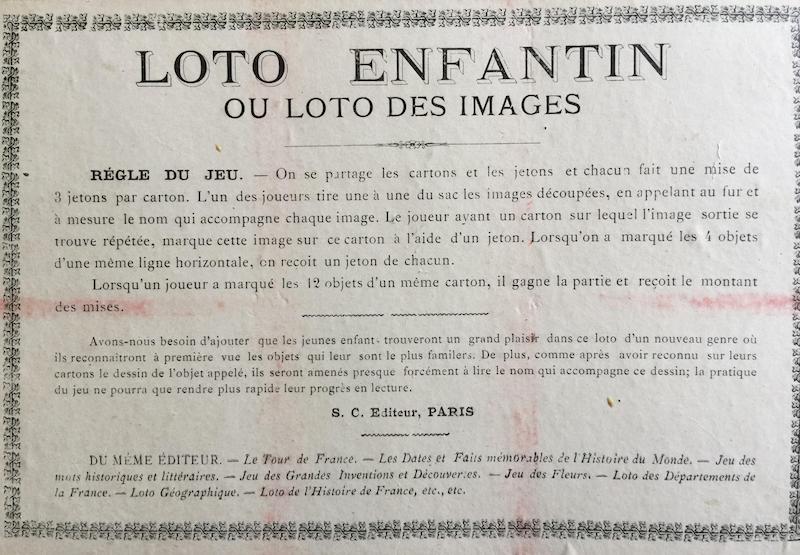 LOTO ENFANTIN
OU LOTO DES IMAGES
RÉGLE DU JEU. — On se partage les cartons et les jetons et chacun fait une mise de
3 jetons par carton. L'un des joueurs tire une à une du sac les images découpées, en appelant au fur et
à mesure le nom qui accompagne chaque image. Le joueur ayant un carton sur lequel l'image sortie se
trouve répétée, marque cette image sur ce carton à l'aide d'un jeton. Lorsqu'on a marqué les 4 objets
d'une même ligne horizontale, on reçoit un jeton de chacun.
Lorsqu'un joueur a marqué les 12 objets d'un même carton, il gagne la partie et reçoit le montant
des mises.
Avons-nous besoin d'ajouter que les jeunes enfants trouveront un grand plaisir dans ce loto d'un nouveau genre où
ils reconnaîtront à première vue les objets qui leur sont le plus familers. De plus, comme après avoir reconnu sur leurs
cartons le dessin de l'objet appelé, ils seront amenés presque forcément à lire le nom qui accompagne ce dessin; la pratique
du jeu ne pourra que rendre plus rapide leur progrès en lecture.
S. C. Editeur, PARIS
DU MÊME ÉDITEUR. — Le Tour de France. — Les Dates et Faits mémorables de l'Histoire du Monde. — Jeu des
mots historiques et littéraires. — Jeu des Grandes Inventions et Découvertes. — Jeu des Fleurs. — Loto des Départements de
la France. — Loto Géographique. — Loto de l'Histoire de France, etc., etc.